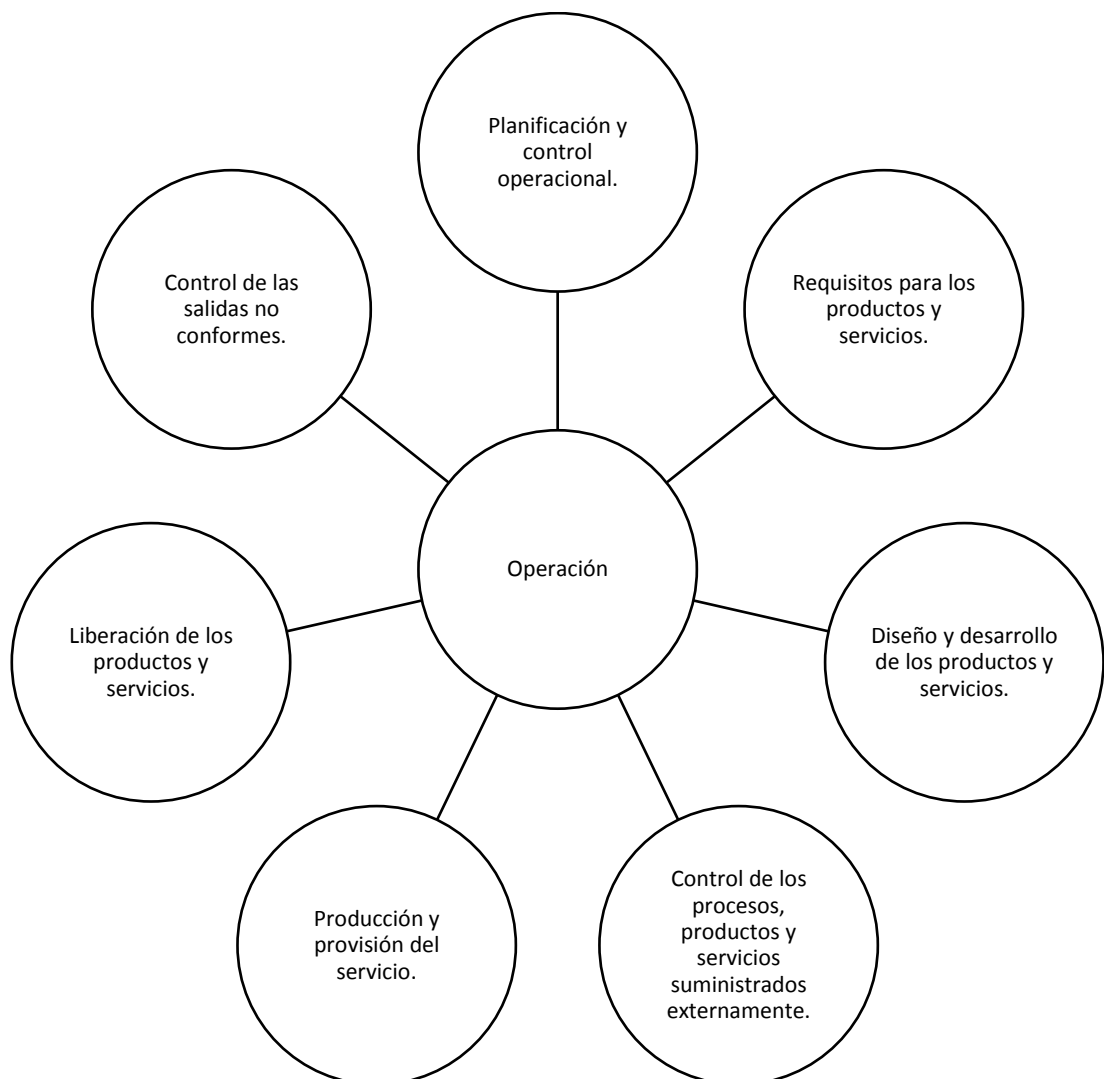 Planificación y
control
operacional.
Requisitos para los
productos y
servicios.
Diseño y desarrollo
de los productos y
servicios.
Control de los
procesos,
productos y
servicios
suministrados
externamente.
Producción y
provisión del
servicio.
Liberación de los
productos y
servicios.
Control de las
salidas no
conformes.
Operación